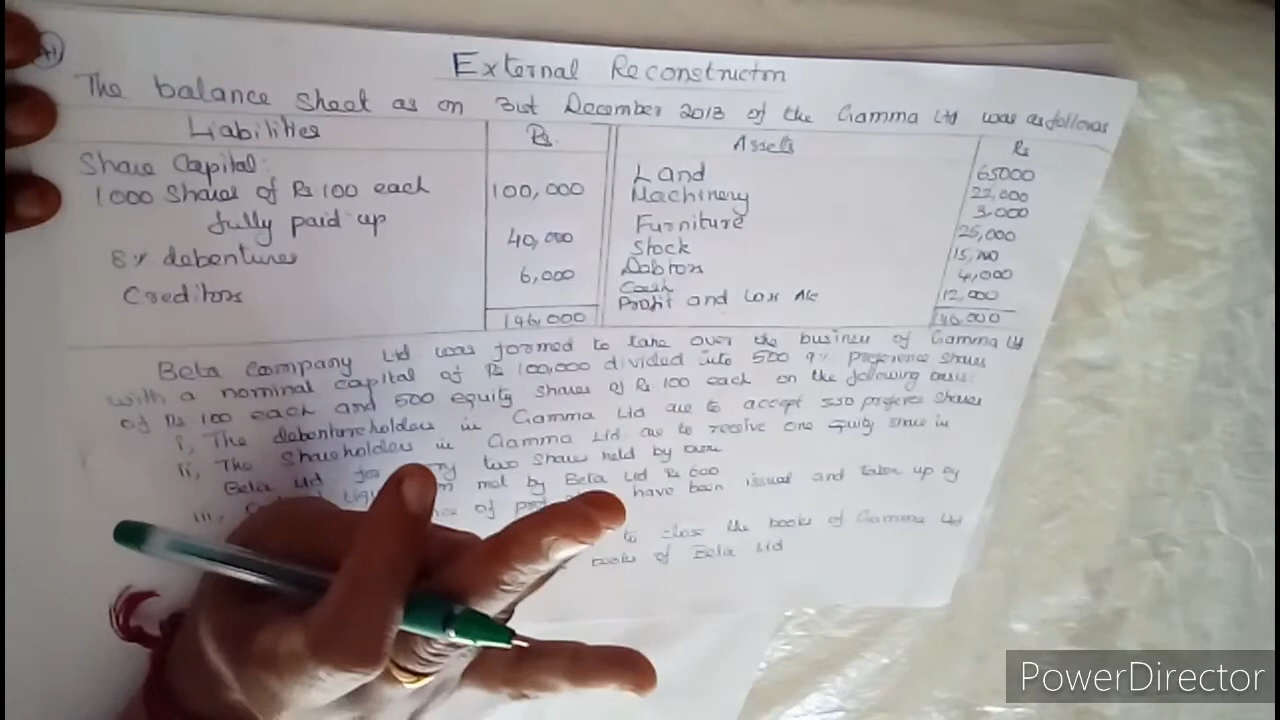 External Reconstructon
The balance sheet as on 31st December 2013 of the Gamma Ltd was as follows
Liabilities Rs. Assets Rs
Share Capital: Land 65000
1000 Shares of Rs 100 each 100,000 Machinery 22,000
fully paid up Furniture 3,000
8% debentures 40,000 Stock 25,000
Creditors 6,000 Debtors 15,000
Cash 4,000
Profit and Loss A/c 12,000
146,000 146,000
Beta Company Ltd was formed to take over the business of Gamma Ltd
with a nominal capital of Rs 100,000 divided into 500 9% preference shares
of Rs 100 each and 500 equity shares of Rs 100 each on the following basis:
i, The debentureholders in Gamma Ltd are to accept shares
ii, The Shareholders in Gamma Ltd. are to receive one equity share in
Beta Ltd for two share held by
iii, met by Beta Ltd Rs 600
of have been issued and taken up by
to close the books of Gamma Ltd
books of Beta Ltd
PowerDirector